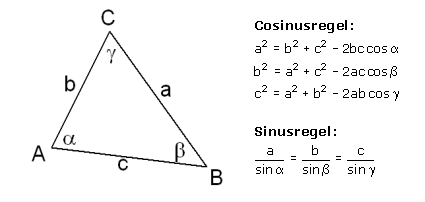 C
γ
b
a
α
A
c
β
B
Cosinusregel:
a² = b² + c² - 2bc cos α
b² = a² + c² - 2ac cos β
c² = a² + b² - 2ab cos γ
Sinusregel:
a/sin α = b/sin β = c/sin γ